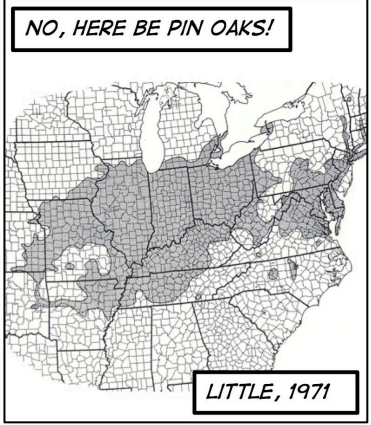 NO, HERE BE PIN OAKS!
LITTLE, 1971